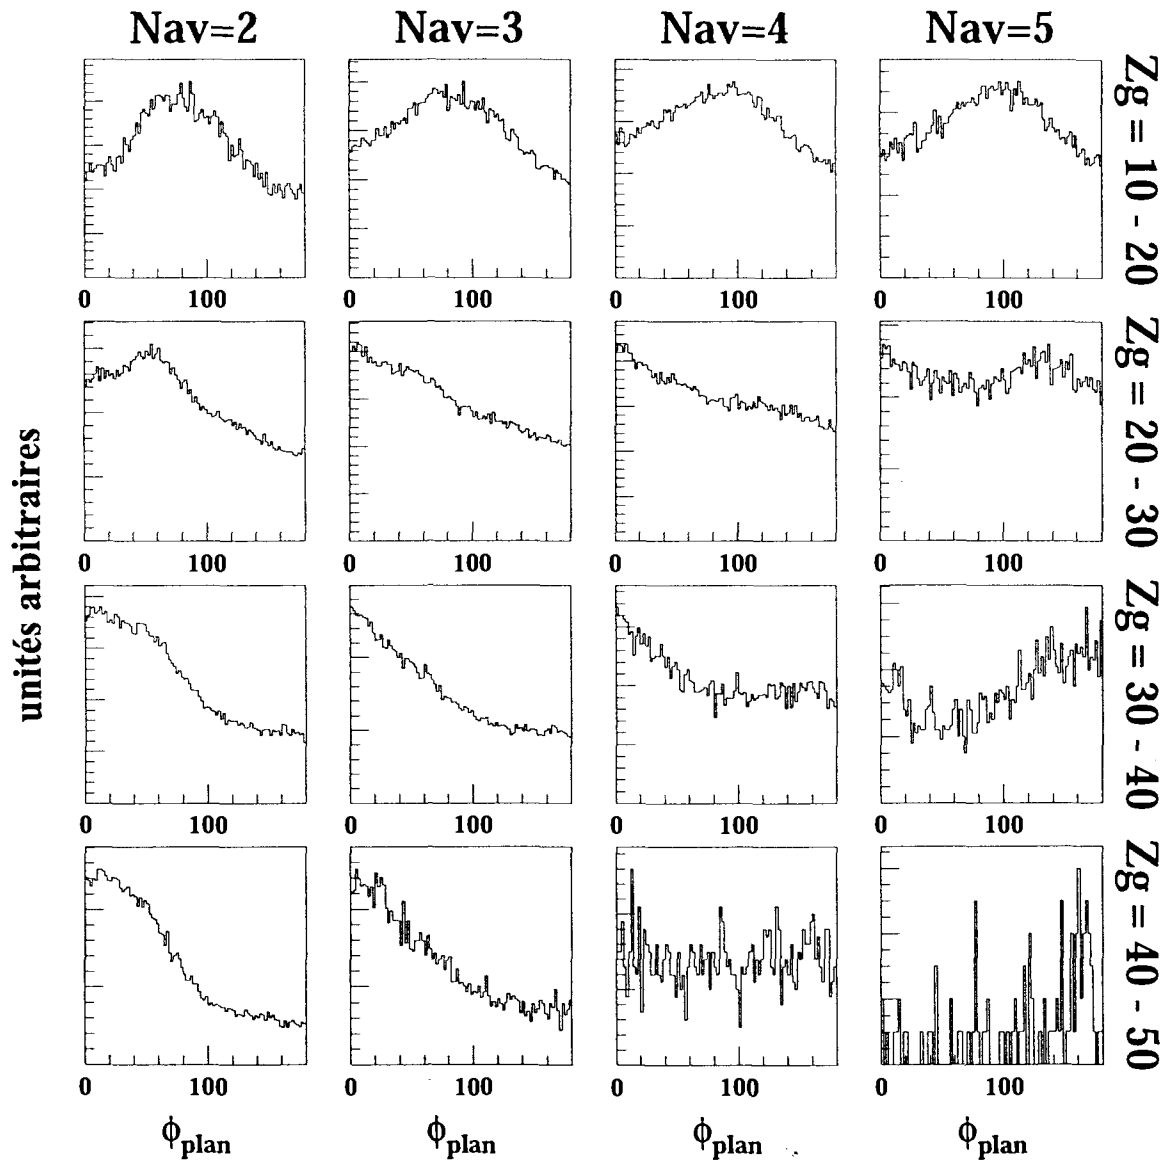 Nav=2 Nav=3 Nav=4 Nav=5
Zg = 10 - 20
0 100 0 100 0 100 0 100
Zg = 20 - 30
0 100 0 100 0 100 0 100
unités arbitraires
Zg = 30 - 40
0 100 0 100 0 100 0 100
Zg = 40 - 50
0 100 0 100 0 100 0 100
ϕplan ϕplan ϕplan ϕplan